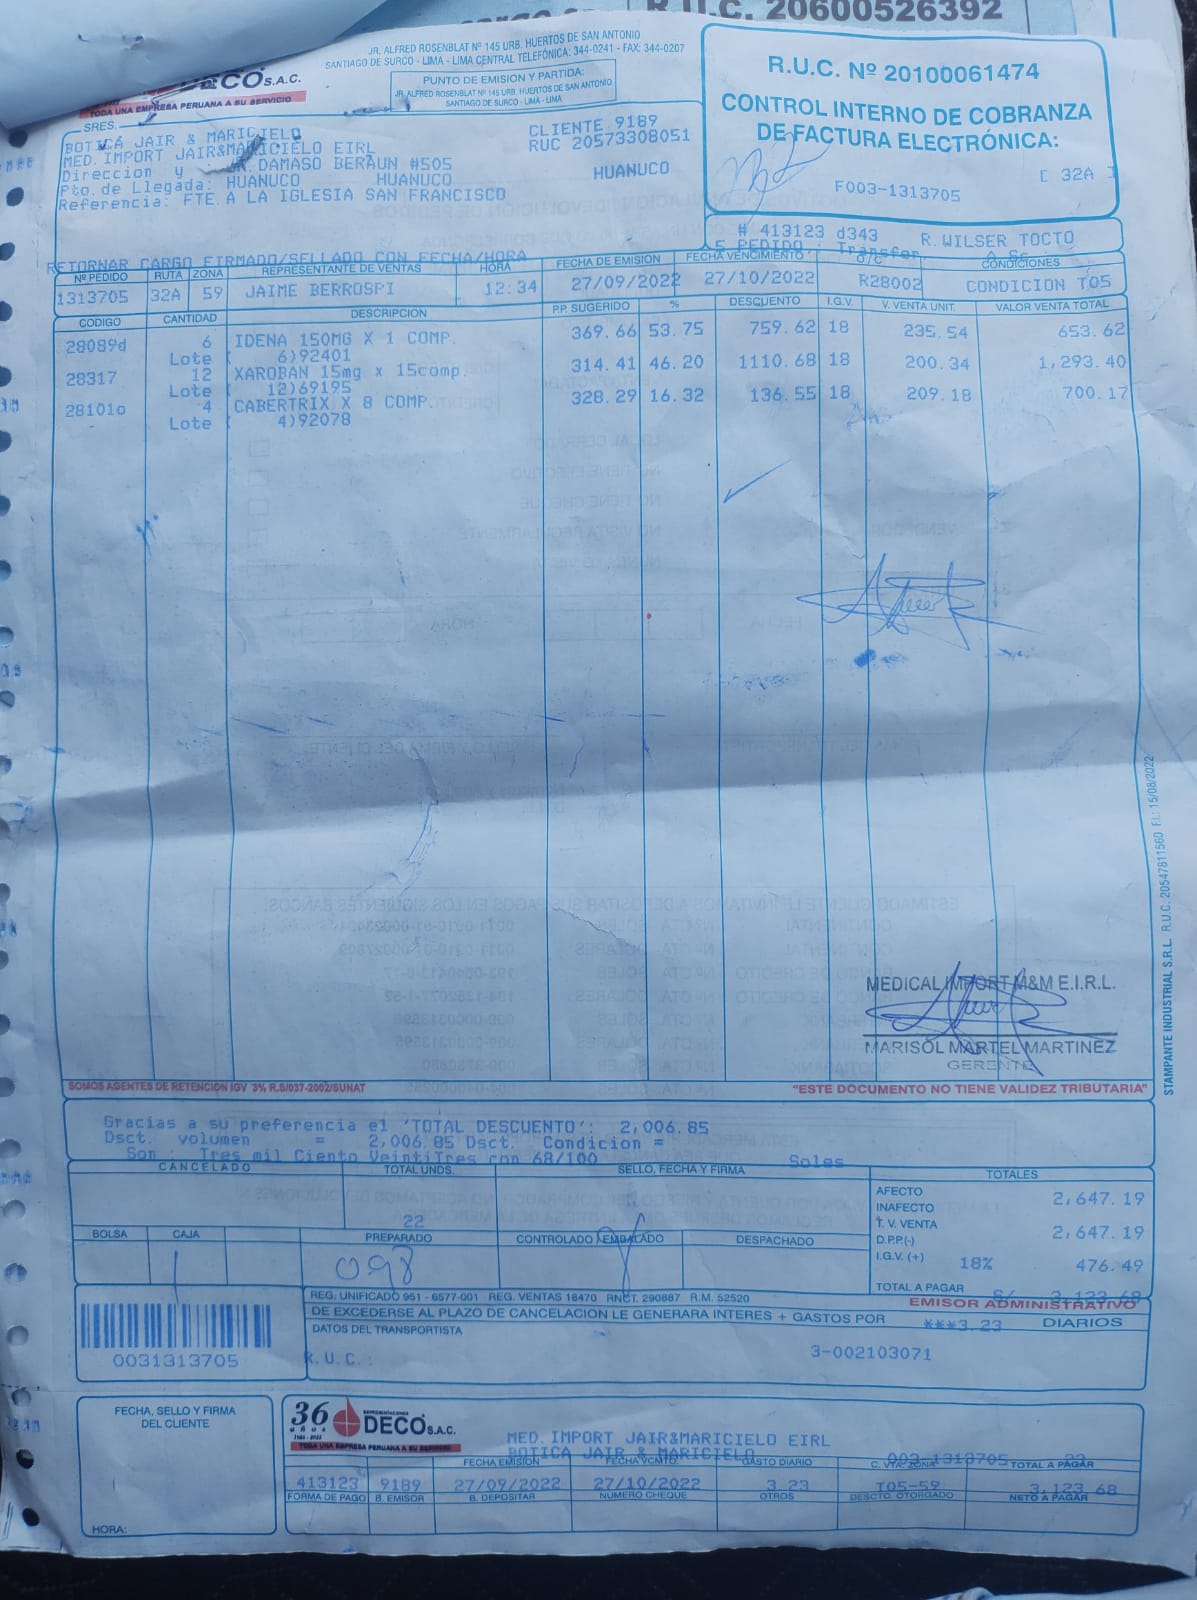 R.U.C. 20600526392
JR. ALFRED ROSENBLAT Nº 145 URB. HUERTOS DE SAN ANTONIO
SANTIAGO DE SURCO - LIMA - LIMA CENTRAL TELEFÓNICA: 344-0241 - FAX: 344-0207
DECO S.A.C.
TODA UNA EMPRESA PERUANA A SU SERVICIO
PUNTO DE EMISION Y PARTIDA:
JR. ALFRED ROSENBLAT Nº 145 URB. HUERTOS DE SAN ANTONIO
SANTIAGO DE SURCO - LIMA - LIMA
R.U.C. Nº 20100061474
CONTROL INTERNO DE COBRANZA
DE FACTURA ELECTRÓNICA:
F003-1313705 [ 32A ]
SRES.
BOTICA JAIR & MARICIELO
MED. IMPORT JAIR&MARICIELO EIRL
CLIENTE 9189
RUC 20573308051
Direccion y JR. DAMASO BERAUN #505
Pto. de Llegada: HUANUCO HUANUCO HUANUCO
Referencia: FTE. A LA IGLESIA SAN FRANCISCO
# 413123 d343 R. WILSER TOCTO
5 PEDIDO : Transfer.
RETORNAR CARGO FIRMADO/SELLADO CON FECHA/HORA
Nº PEDIDO RUTA ZONA REPRESENTANTE DE VENTAS HORA FECHA DE EMISION FECHA VENCIMIENTO O/C CONDICIONES
1313705 32A 59 JAIME BERROSPI 12:34 27/09/2022 27/10/2022 R28002 CONDICION T05
CODIGO CANTIDAD DESCRIPCION P.P. SUGERIDO % DESCUENTO I.G.V. V. VENTA UNIT. VALOR VENTA TOTAL
28089d 6 IDENA 150MG X 1 COMP. 369.66 53.75 759.62 18 235.54 653.62
Lote ( 6)92401
28317 12 XAROBAN 15mg x 15comp. 314.41 46.20 1110.68 18 200.34 1,293.40
Lote ( 12)69195
28101o 4 CABERTRIX X 8 COMP. 328.29 16.32 136.55 18 209.18 700.17
Lote ( 4)92078
MEDICAL IMPORT M&M E.I.R.L.
MARISOL MARTEL MARTINEZ
GERENTE
STAMPANTE INDUSTRIAL S.R.L. R.U.C. 20547811560 F.I.: 15/08/2022
SOMOS AGENTES DE RETENCION IGV 3% R.S/037-2002/SUNAT
"ESTE DOCUMENTO NO TIENE VALIDEZ TRIBUTARIA"
Gracias a su preferencia el 'TOTAL DESCUENTO': 2,006.85
Dsct. volumen = 2,006.85 Dsct. Condicion =
Son : Tres mil Ciento VeintiTres con 68/100 Soles
CANCELADO TOTAL UNDS. SELLO, FECHA Y FIRMA TOTALES
22
AFECTO 2,647.19
INAFECTO
T. V. VENTA 2,647.19
D.P.P.(-)
I.G.V. (+) 18% 476.49
TOTAL A PAGAR S/ 3,123.68
BOLSA CAJA PREPARADO CONTROLADO / EMBALADO DESPACHADO
1 098
REG. UNIFICADO 951 - 6577-001 REG. VENTAS 18470 RNCT. 290887 R.M. 52520
EMISOR ADMINISTRATIVO
DE EXCEDERSE AL PLAZO DE CANCELACION LE GENERARA INTERES + GASTOS POR ***3.23 DIARIOS
DATOS DEL TRANSPORTISTA
R.U.C.:
3-002103071
0031313705
FECHA, SELLO Y FIRMA
DEL CLIENTE
HORA:
36 AÑOS
REPRESENTACIONES
DECO S.A.C.
TODA UNA EMPRESA PERUANA A SU SERVICIO
MED. IMPORT JAIR&MARICIELO EIRL
BOTICA JAIR & MARICIELO
003-1313705 22
FECHA EMISION FECHA VCMTO. GASTO DIARIO C. VTA. ZONA TOTAL A PAGAR
413123 9189 27/09/2022 27/10/2022 3.23 T05-59 3,123.68
FORMA DE PAGO B. EMISOR B. DEPOSITAR NUMERO CHEQUE OTROS DESCTO. OTORGADO NETO A PAGAR